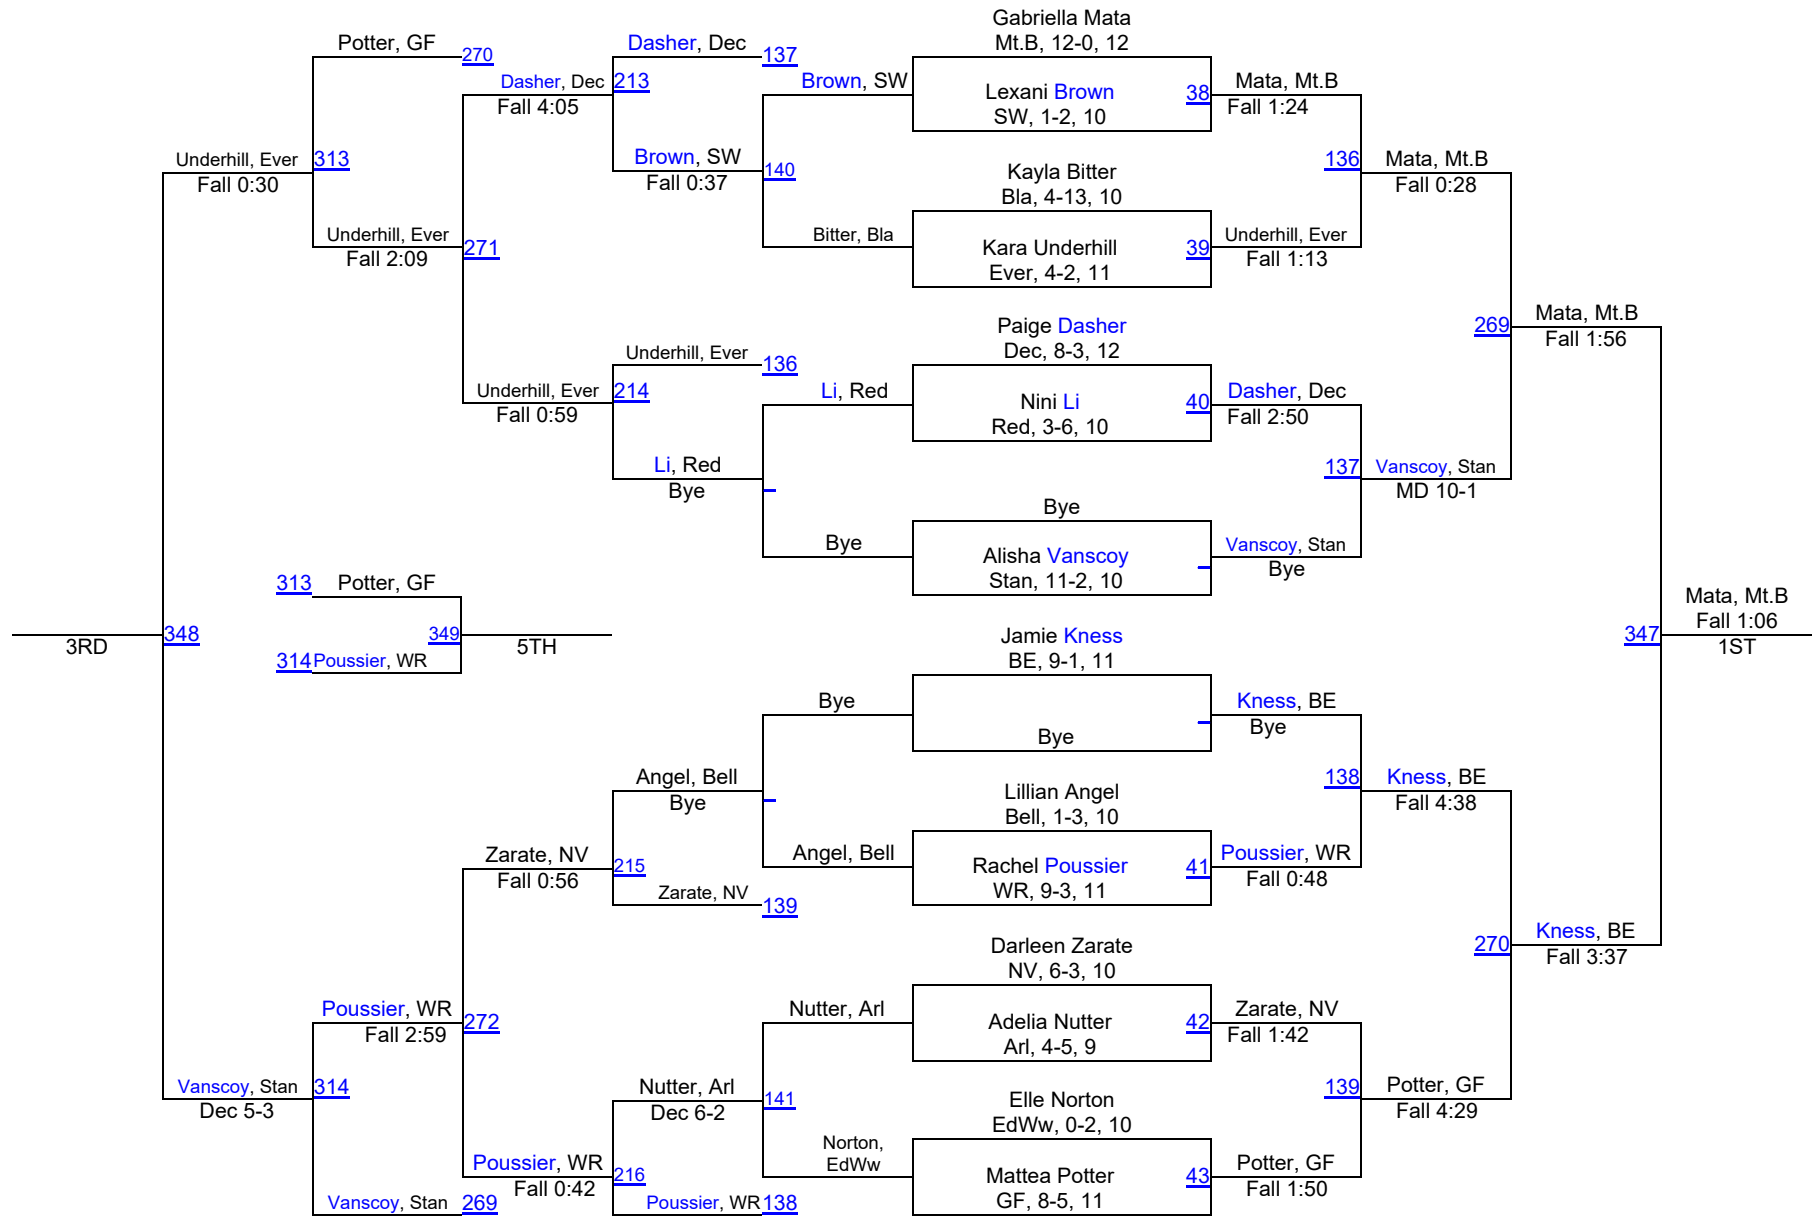 Gabriella Mata
Mt.B, 12-0, 12
Potter, GF
270
Dasher, Dec
137
Dasher, Dec
213
Fall 4:05
Brown, SW
Lexani Brown
SW, 1-2, 10
38
Mata, Mt.B
Fall 1:24
Underhill, Ever
313
Fall 0:30
Brown, SW
Fall 0:37
140
Kayla Bitter
Bla, 4-13, 10
136
Mata, Mt.B
Fall 0:28
Underhill, Ever
Fall 2:09
271
Bitter, Bla
Kara Underhill
Ever, 4-2, 11
39
Underhill, Ever
Fall 1:13
Paige Dasher
Dec, 8-3, 12
269
Mata, Mt.B
Fall 1:56
Underhill, Ever
136
Underhill, Ever
214
Fall 0:59
Li, Red
Nini Li
Red, 3-6, 10
40
Dasher, Dec
Fall 2:50
Li, Red
Bye
137
Vanscoy, Stan
MD 10-1
Bye
Bye
Alisha Vanscoy
Stan, 11-2, 10
Vanscoy, Stan
Bye
313
Potter, GF
3RD
348
349
5TH
314
Poussier, WR
Jamie Kness
BE, 9-1, 11
347
Mata, Mt.B
Fall 1:06
1ST
Bye
Bye
Kness, BE
Bye
Angel, Bell
Bye
Lillian Angel
Bell, 1-3, 10
138
Kness, BE
Fall 4:38
Zarate, NV
Fall 0:56
215
Angel, Bell
Rachel Poussier
WR, 9-3, 11
41
Poussier, WR
Fall 0:48
Zarate, NV
139
Darleen Zarate
NV, 6-3, 10
270
Kness, BE
Fall 3:37
Poussier, WR
Fall 2:59
272
Nutter, Arl
Adelia Nutter
Arl, 4-5, 9
42
Zarate, NV
Fall 1:42
Vanscoy, Stan
314
Dec 5-3
Nutter, Arl
Dec 6-2
141
Elle Norton
EdWw, 0-2, 10
139
Potter, GF
Fall 4:29
Poussier, WR
Fall 0:42
216
Norton,
EdWw
Mattea Potter
GF, 8-5, 11
43
Potter, GF
Fall 1:50
Vanscoy, Stan
269
Poussier, WR
138